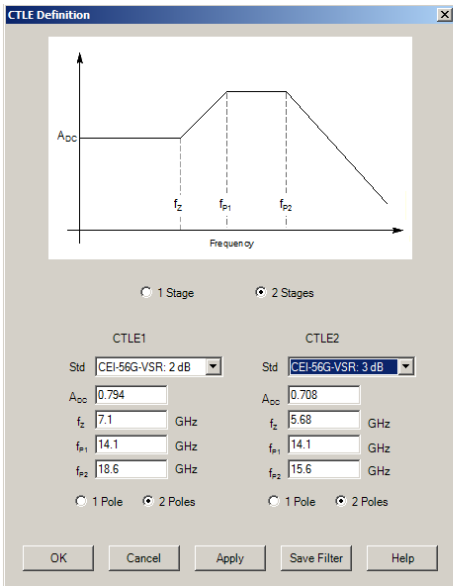 CTLE Definition
ADC
fZ
fP1
fP2
Frequency
1 Stage
2 Stages
CTLE1
CTLE2
Std CEI-56G-VSR: 2 dB
Std CEI-56G-VSR: 3 dB
ADC 0.794
ADC 0.708
fz 7.1 GHz
fz 5.68 GHz
fP1 14.1 GHz
fP1 14.1 GHz
fP2 18.6 GHz
fP2 15.6 GHz
1 Pole
2 Poles
1 Pole
2 Poles
OK
Cancel
Apply
Save Filter
Help